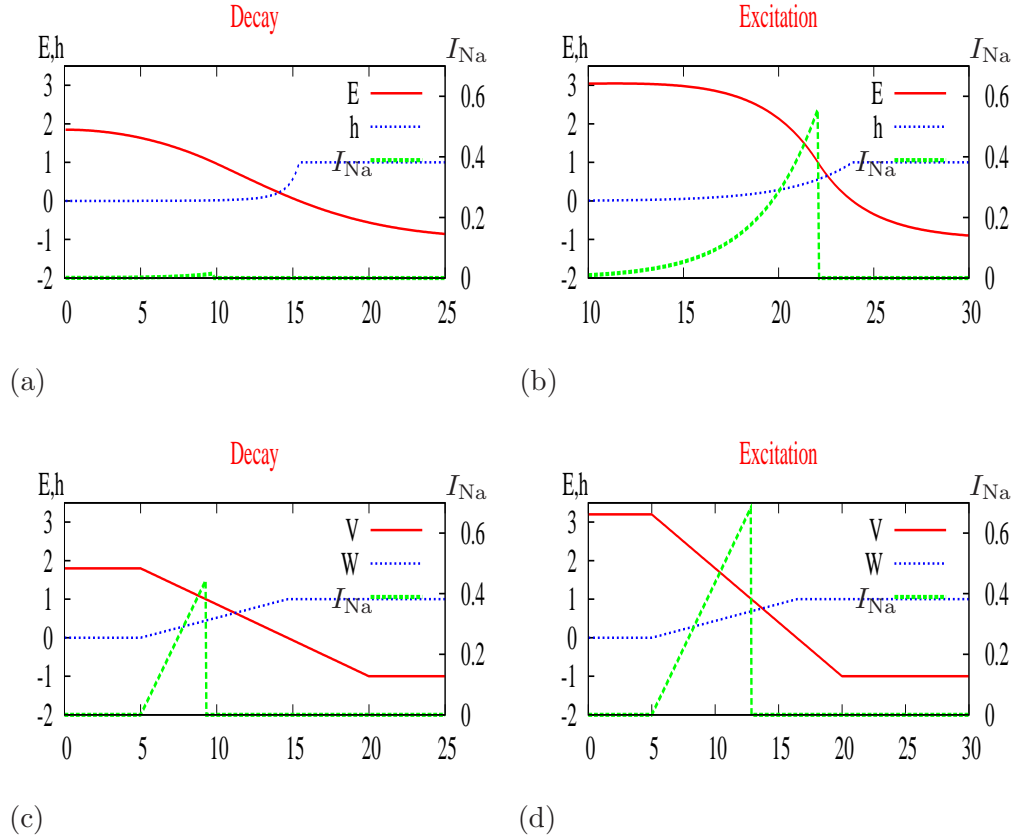 Decay
E,h
I_Na
3
2
1
0
-1
-2
E
h
I_Na
0.6
0.4
0.2
0
0 5 10 15 20 25
(a)
Excitation
E,h
I_Na
3
2
1
0
-1
-2
E
h
I_Na
0.6
0.4
0.2
0
10 15 20 25 30
(b)
Decay
E,h
I_Na
3
2
1
0
-1
-2
V
W
I_Na
0.6
0.4
0.2
0
0 5 10 15 20 25
(c)
Excitation
E,h
I_Na
3
2
1
0
-1
-2
V
W
I_Na
0.6
0.4
0.2
0
0 5 10 15 20 25 30
(d)